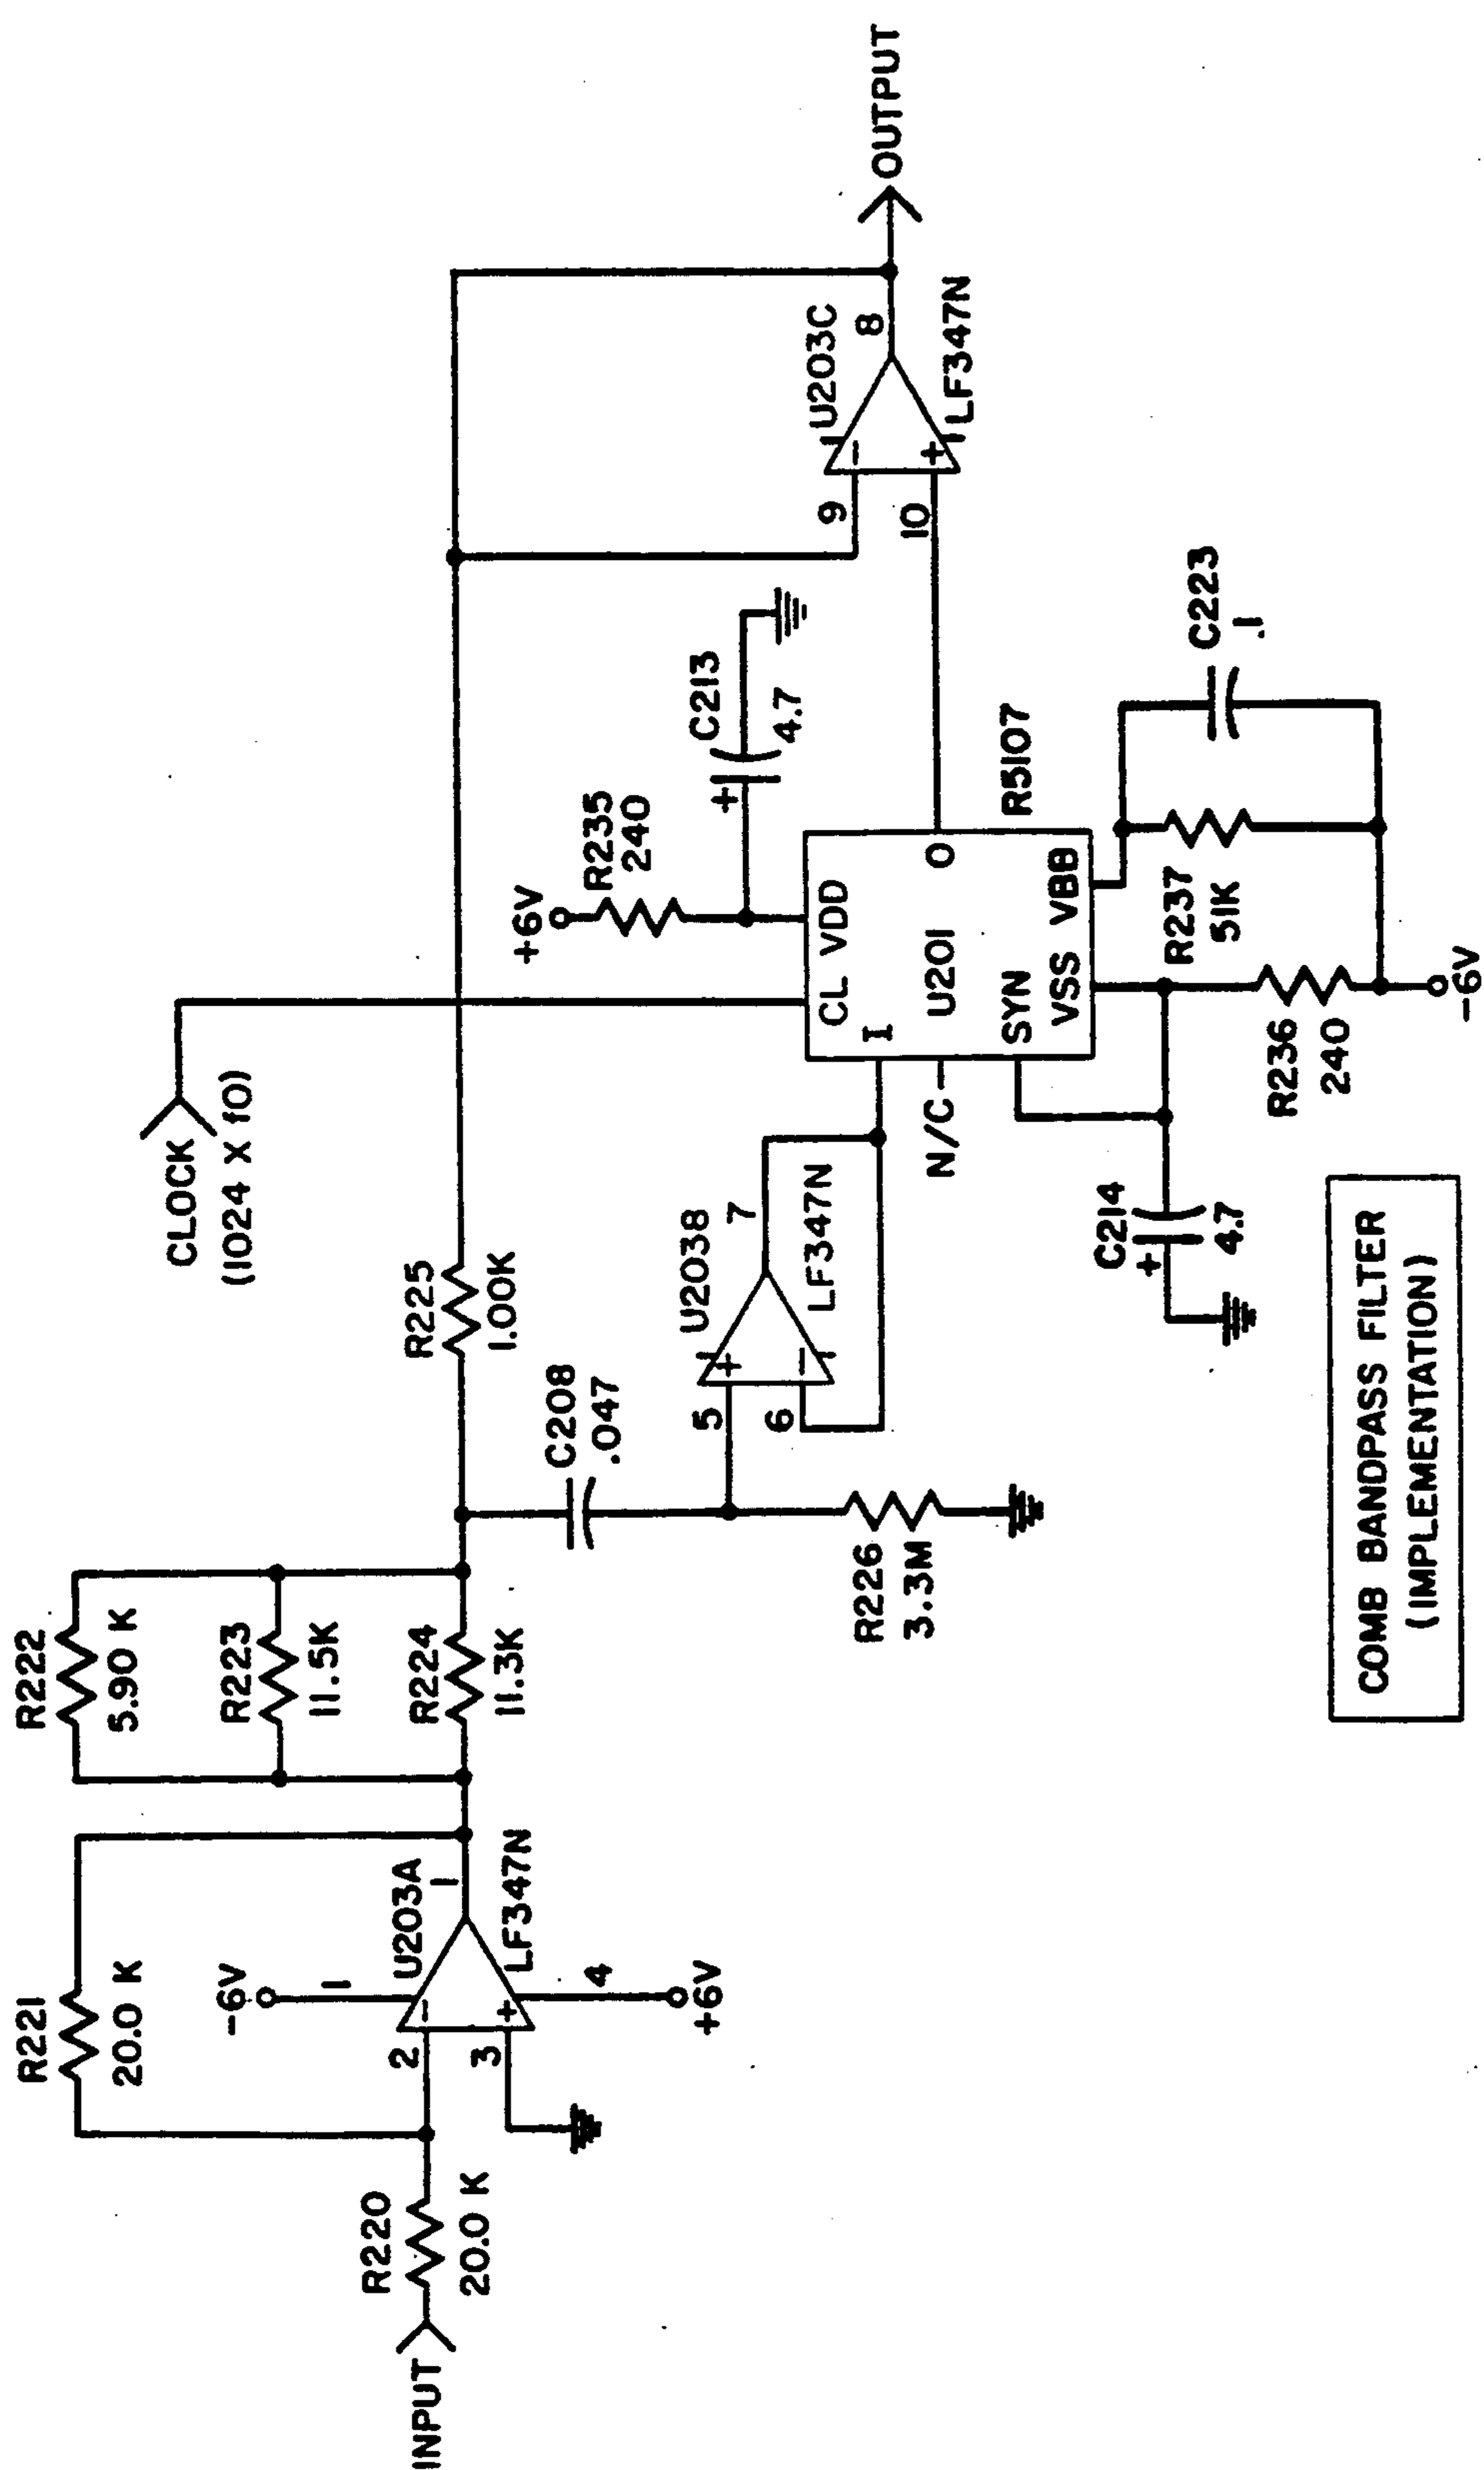 INPUT
R220
20.0 K
R221
20.0 K
-6V
1
2
3
-
+
U203A
1
LF347N
4
+6V
R222
5.90 K
R223
11.5K
R224
11.3K
C208
.047
R226
3.3M
R225
1.00K
CLOCK
(1024 X fO)
5
6
+
-
U2038
7
LF347N
N/C
+6V
R235
240
C213
+
4.7
CL VDD
I
O
U201
SYN
VSS VBB
R5107
C214
+
4.7
R236
240
-6V
R237
51K
C223
.1
9
10
-
+
U203C
8
LF347N
OUTPUT
COMB BANDPASS FILTER
(IMPLEMENTATION)